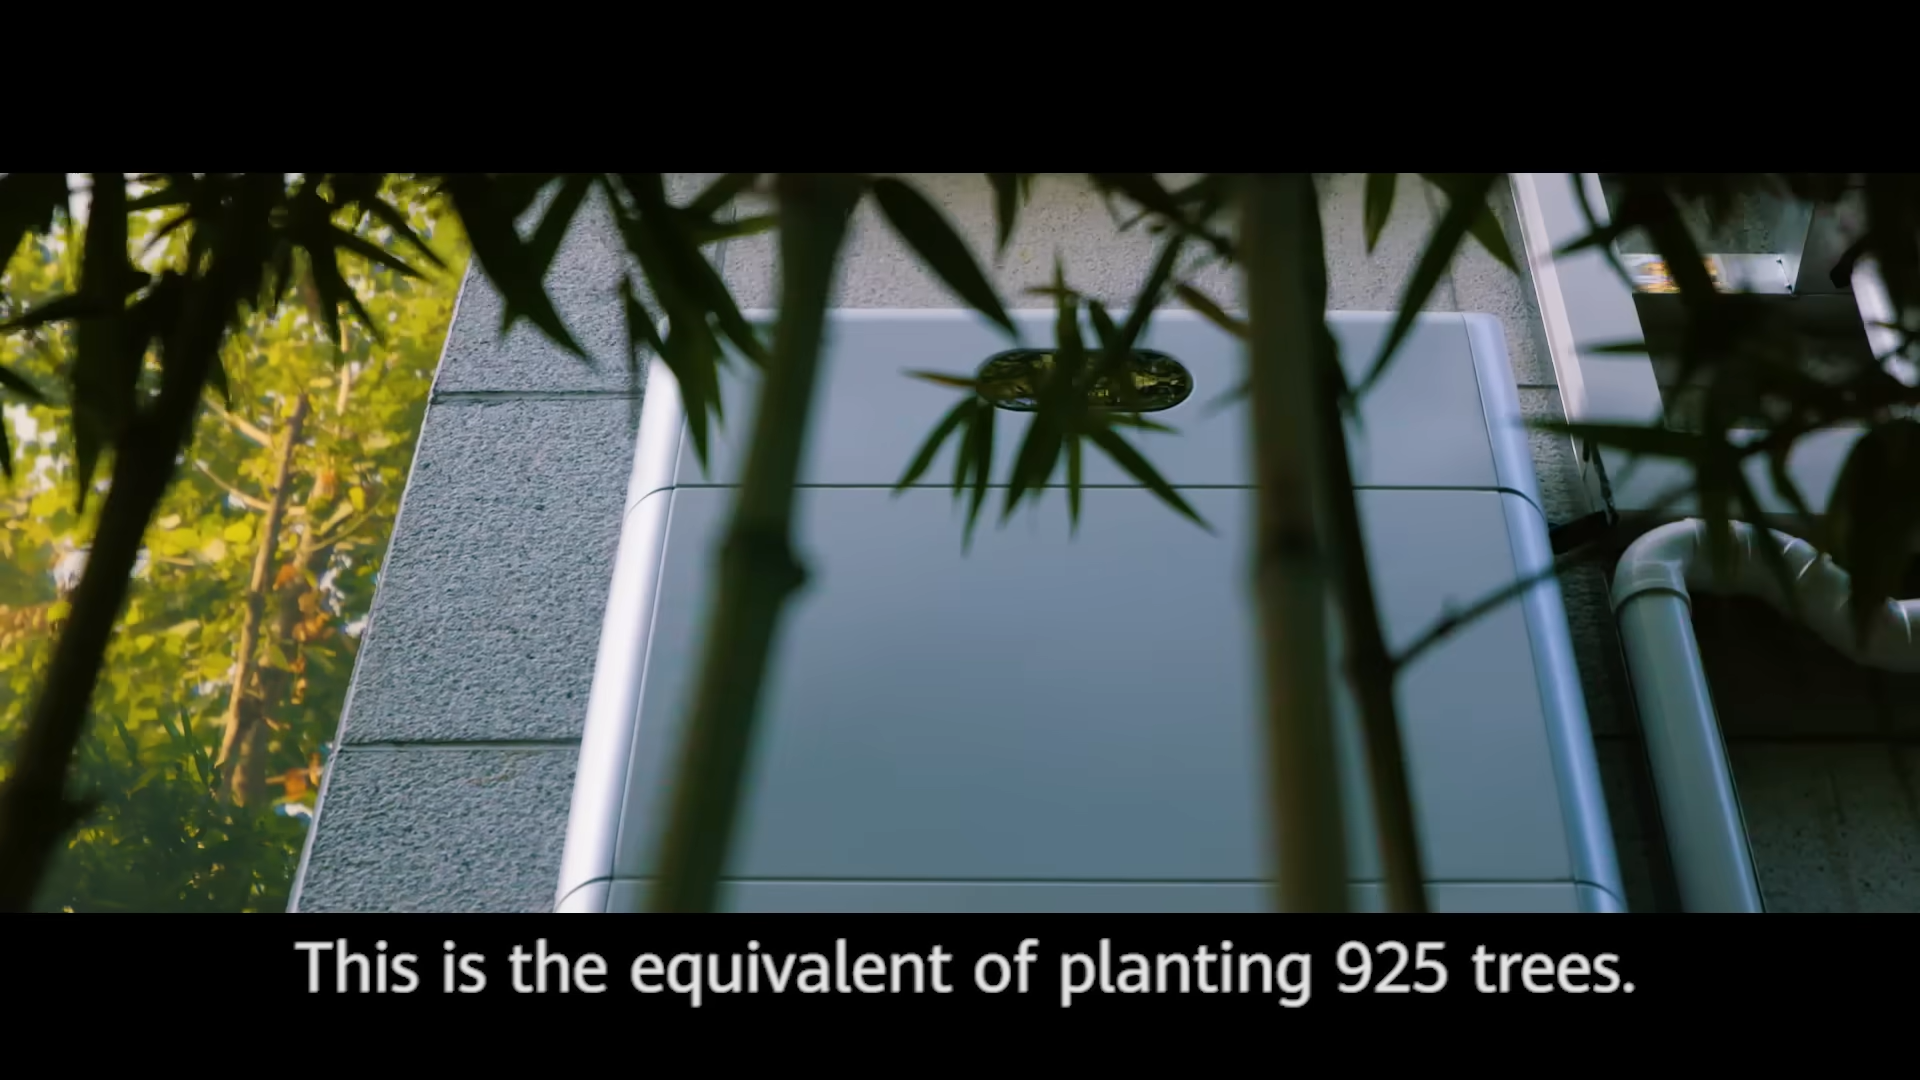 This is the equivalent of planting 925 trees.